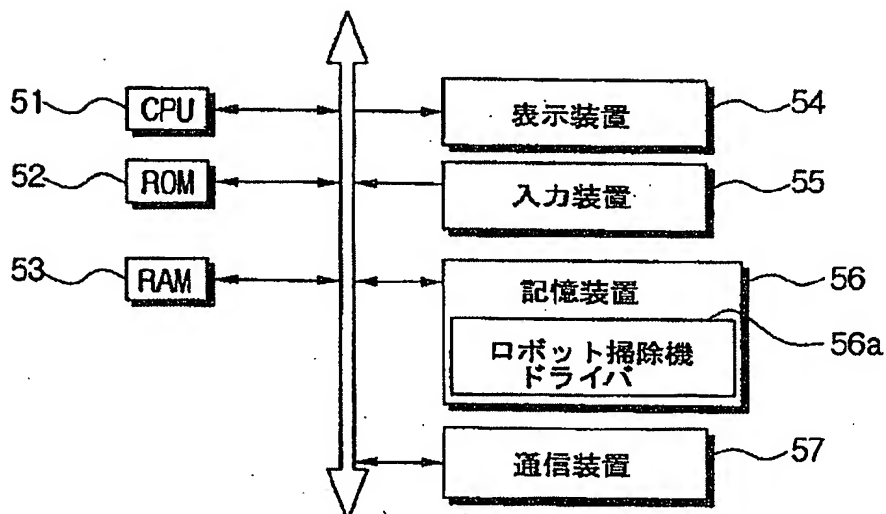 51 CPU
52 ROM
53 RAM
表示装置 54
入力装置 55
記憶装置 56
ロボット掃除機
ドライバ 56a
通信装置 57